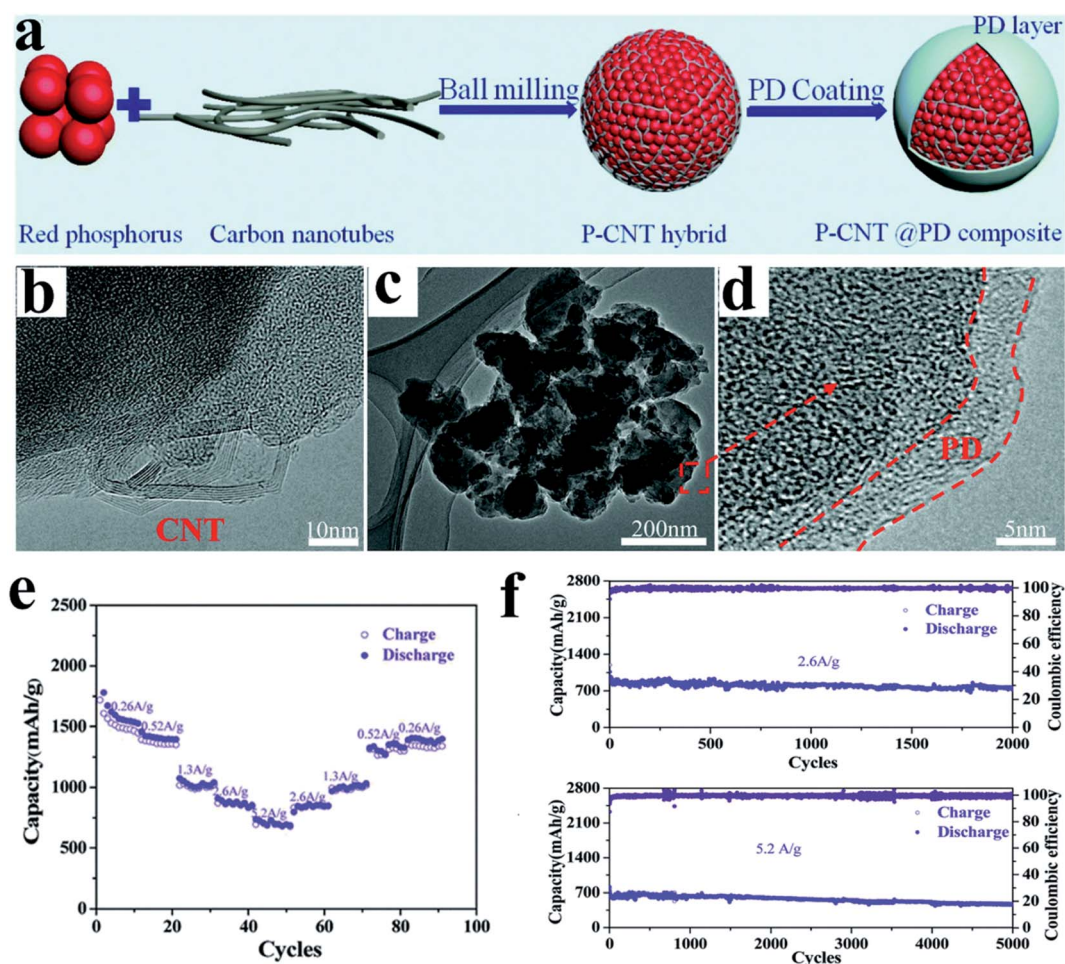 a
PD layer
Ball milling
PD Coating
Red phosphorus
Carbon nanotubes
P-CNT hybrid
P-CNT @PD composite
b
CNT
10nm
c
200nm
d
PD
5nm
e
Capacity(mAh/g)
2500
2000
1500
1000
500
0
Charge
Discharge
0.26A/g
0.52A/g
1.3A/g
2.6A/g
5.2A/g
2.6A/g
1.3A/g
0.52A/g
0.26A/g
0 20 40 60 80 100
Cycles
f
Capacity(mAh/g)
2800
2100
1400
700
0
Charge
Discharge
2.6A/g
100
80
60
40
20
0
Coulombic efficiency
0 500 1000 1500 2000
Cycles
Capacity(mAh/g)
2800
2100
1400
700
0
Charge
Discharge
5.2 A/g
100
80
60
40
20
0
Coulombic efficiency
0 1000 2000 3000 4000 5000
Cycles